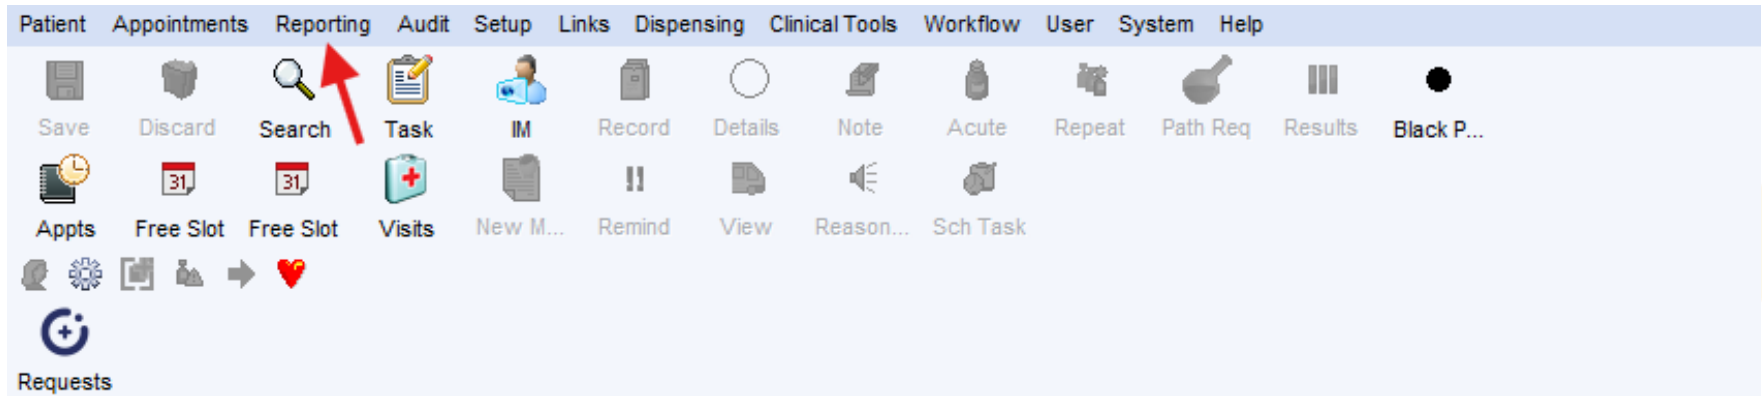 Patient Appointments Reporting Audit Setup Links Dispensing Clinical Tools Workflow User System Help
Save Discard Search Task IM Record Details Note Acute Repeat Path Req Results Black P...
31 31
Appts Free Slot Free Slot Visits New M... Remind View Reason... Sch Task
Requests